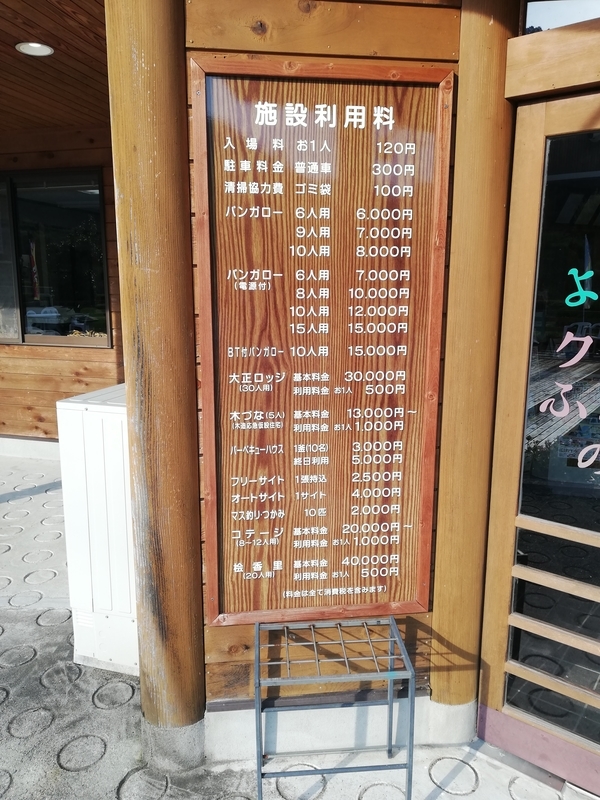 施設利用料
入場料 お1人 120円
駐車料金 普通車 300円
清掃協力費 ゴミ袋 100円
バンガロー 6人用 6.000円
9人用 7.000円
10人用 8.000円
バンガロー 6人用 7.000円
(電源付) 8人用 10.000円
10人用 12.000円
15人用 15.000円
BT付バンガロー 10人用 15.000円
大正ロッジ 基本料金 30,000円
(30人用) 利用料金 お1人 500円
木づな(5人) 基本料金 13,000円～
(木造応急仮設住宅) 利用料金 お1人 1,000円
バーベキューハウス 1釜(10名) 3,000円
終日利用 5,000円
フリーサイト 1張持込 2,500円
オートサイト 1サイト 4,000円
マス釣り・つかみ 10匹 2,000円
コテージ 基本料金 20,000円～
(8～12人用) 利用料金 お1人 1,000円
桧香里 基本料金 40,000円
(20人用) 利用料金 お1人 500円
(料金は全て消費税を含みます)
よ
クふの